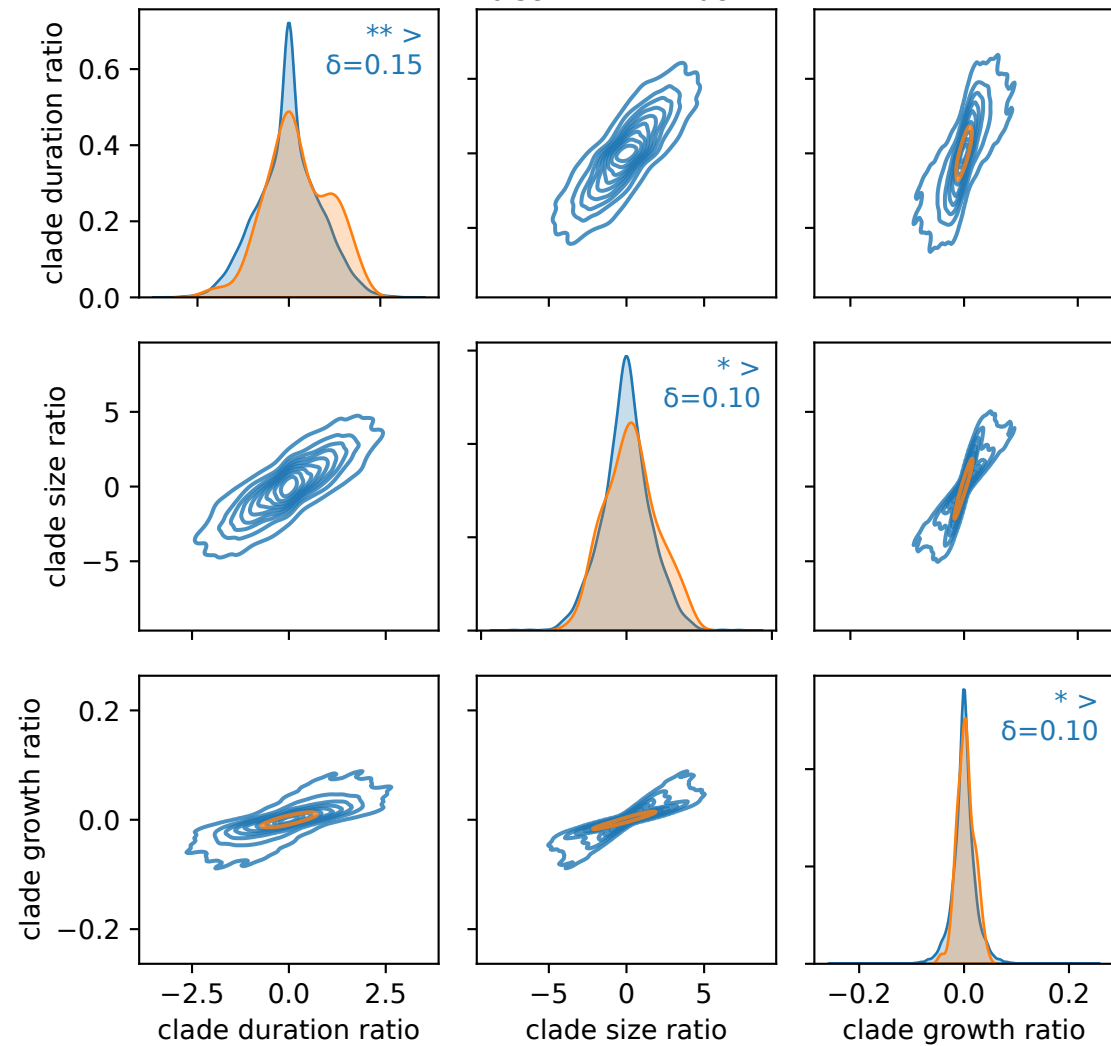 clade duration ratio
0.6
0.4
0.2
0.0
** >
δ=0.15
clade size ratio
5
0
−5
* >
δ=0.10
clade growth ratio
0.2
0.0
−0.2
* >
δ=0.10
−2.5 0.0 2.5
−5 0 5
−0.2 0.0 0.2
clade duration ratio
clade size ratio
clade growth ratio